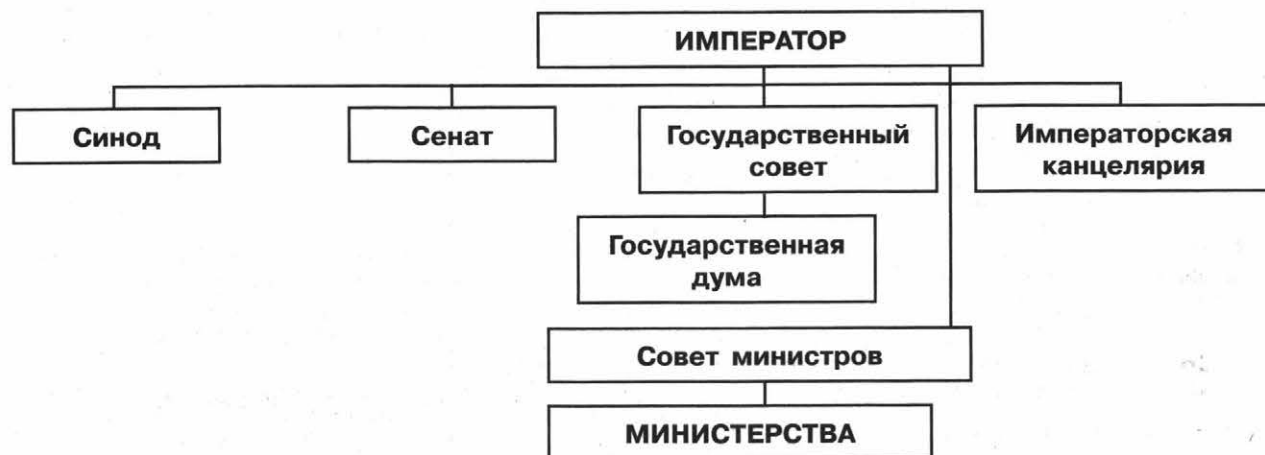 ИМПЕРАТОР
Синод
Сенат
Государственный
совет
Императорская
канцелярия
Государственная
дума
Совет министров
МИНИСТЕРСТВА